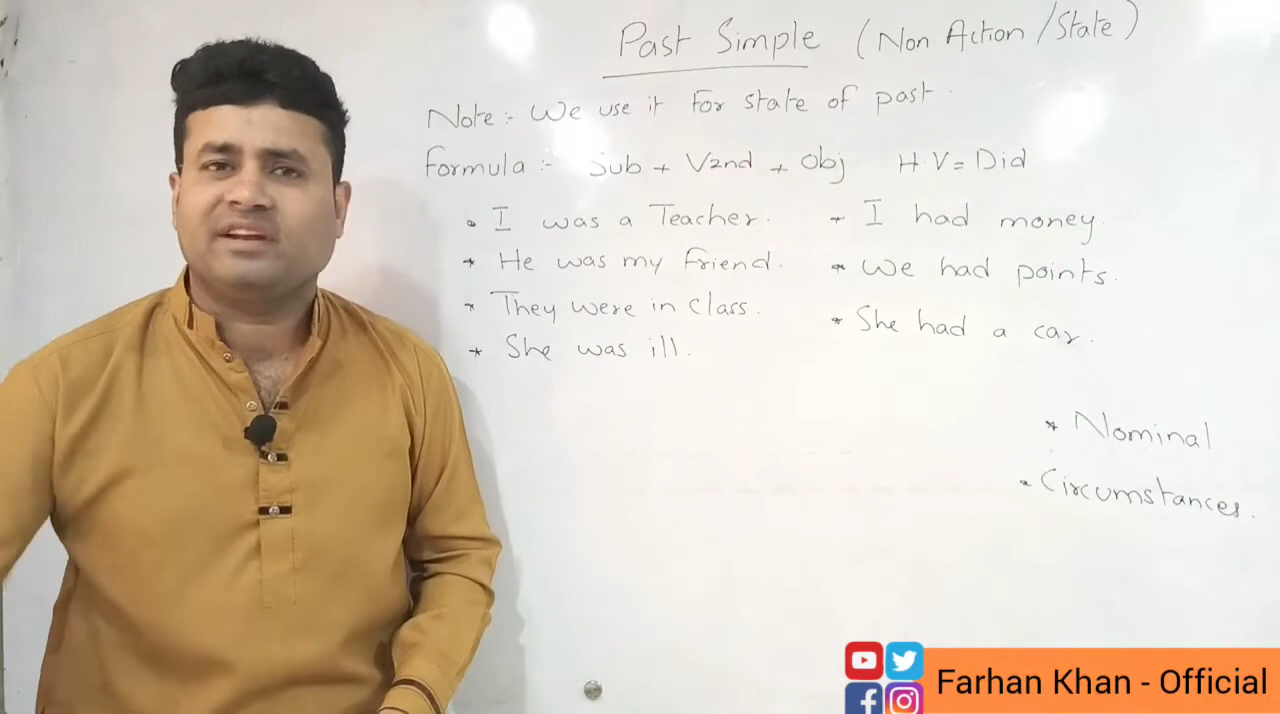 Past Simple (Non Action/State)
Note:- We use it For state of past.
Formula:- Sub + V2nd + Obj H.V = Did
• I was a Teacher.
* He was my friend.
* They were in class.
* She was ill.
* I had money.
* We had points.
* She had a car.
* Nominal
* Circumstances.
Farhan Khan - Official